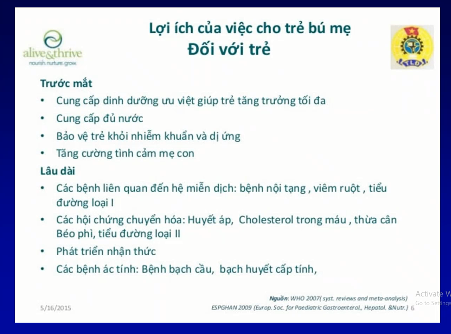 Lợi ích của việc cho trẻ bú mẹ
Đối với trẻ
alive&thrive
nourish. nurture. grow.
Trước mắt
• Cung cấp dinh dưỡng ưu việt giúp trẻ tăng trưởng tối đa
• Cung cấp đủ nước
• Bảo vệ trẻ khỏi nhiễm khuẩn và dị ứng
• Tăng cường tình cảm mẹ con
Lâu dài
• Các bệnh liên quan đến hệ miễn dịch: bệnh nội tạng , viêm ruột , tiểu
đường loại I
• Các hội chứng chuyển hóa: Huyết áp, Cholesterol trong máu , thừa cân
Béo phì, tiểu đường loại II
• Phát triển nhận thức
• Các bệnh ác tính: Bệnh bạch cầu, bạch huyết cấp tính,
Nguồn: WHO 2007( syst. reviews and meta-analysis)
5/16/2015
ESPGHAN 2009 (Europ. Soc. for Paediatric Gastroenterol., Hepatol. &Nutr.) 6
Activate W